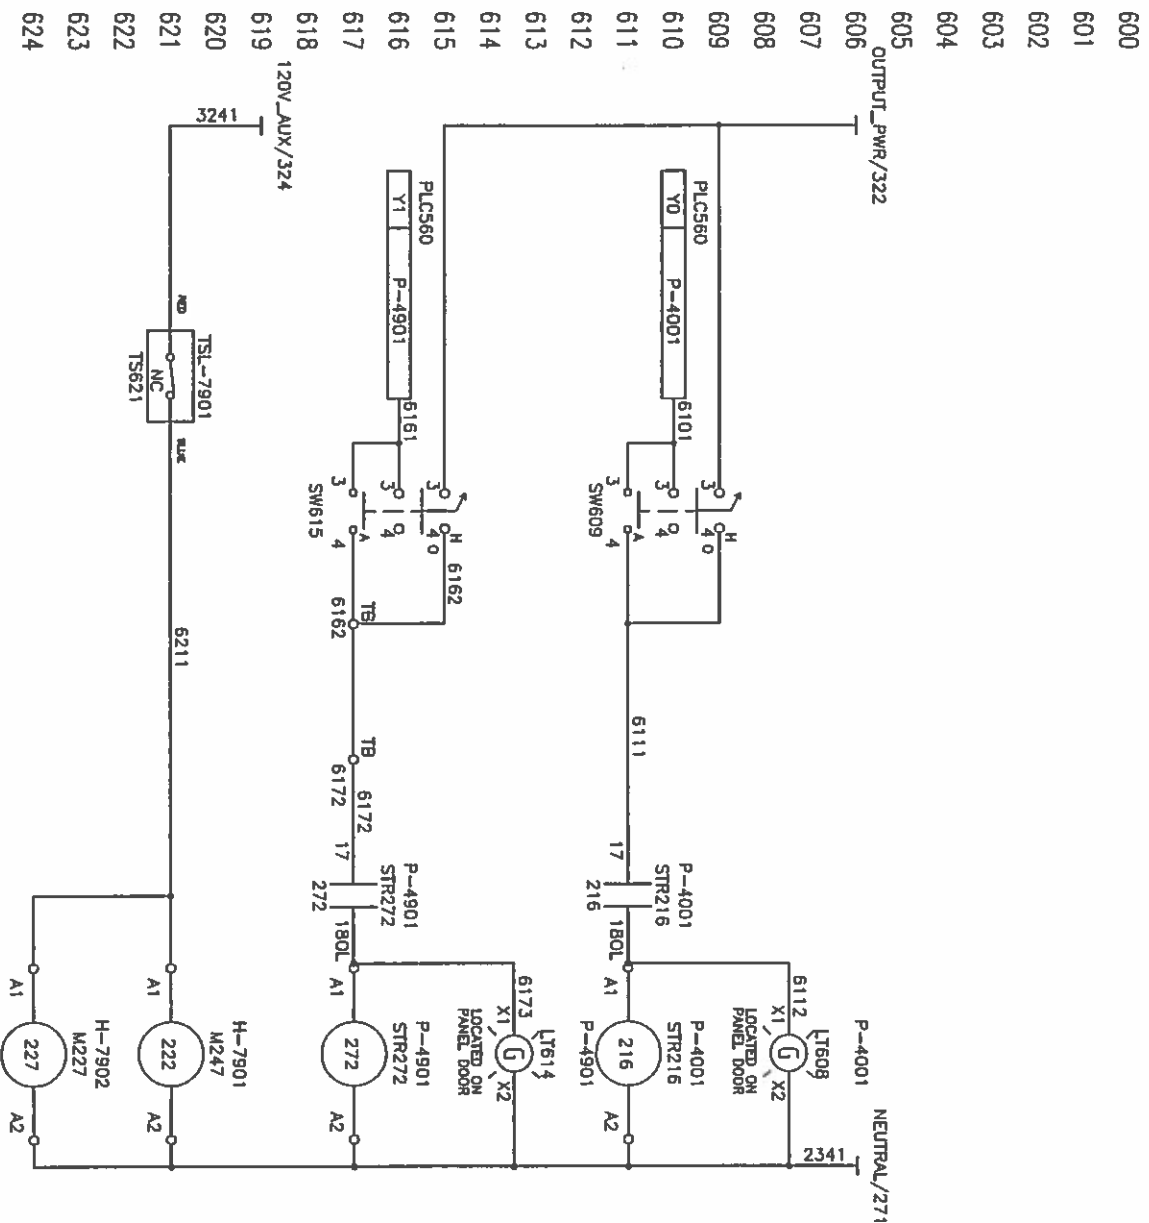 600
601
602
603
604
605
606
607
608
609
610
611
612
613
614
615
616
617
618
619
620
621
622
623
624
OUTPUT_PWR/322
NEUTRAL/271
2341
P-4001
LT608
6112
X1
G
X2
LOCATED ON
PANEL DOOR
PLC560
Y0
P-4001
6101
3
4
H
O
3
4
3
4
A
SW609
6111
17
P-4001
STR216
216
180L
A1
216
P-4001
STR216
A2
P-4901
LT614
6173
X1
G
X2
LOCATED ON
PANEL DOOR
PLC560
Y1
P-4901
6161
3
4
H
O
3
4
3
4
A
SW615
6162
TB
6162
TB
6172
6172
17
P-4901
STR272
272
180L
A1
272
P-4901
STR272
A2
120V_AUX/324
3241
RED
TSL-7901
NC
TS621
BLUE
6211
A1
222
H-7901
M247
A2
A1
227
H-7902
M227
A2